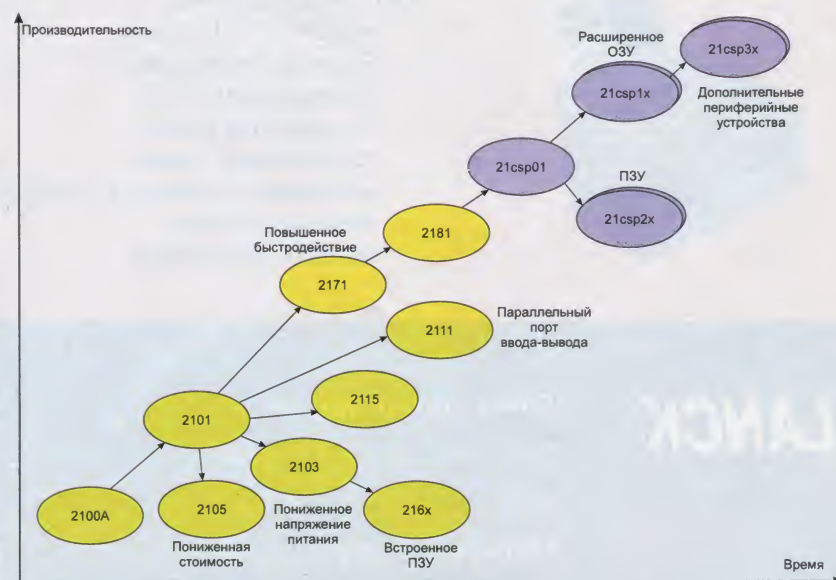 Производительность
Расширенное
ОЗУ
21csp3x
21csp1x
Дополнительные
периферийные
устройства
21csp01
ПЗУ
21csp2x
Повышенное
быстродействие
2181
2171
2111
Параллельный
порт
ввода-вывода
2115
2101
2103
2100A
2105
Пониженное
напряжение
питания
216x
Пониженная
стоимость
Встроенное
ПЗУ
Время
LANCK